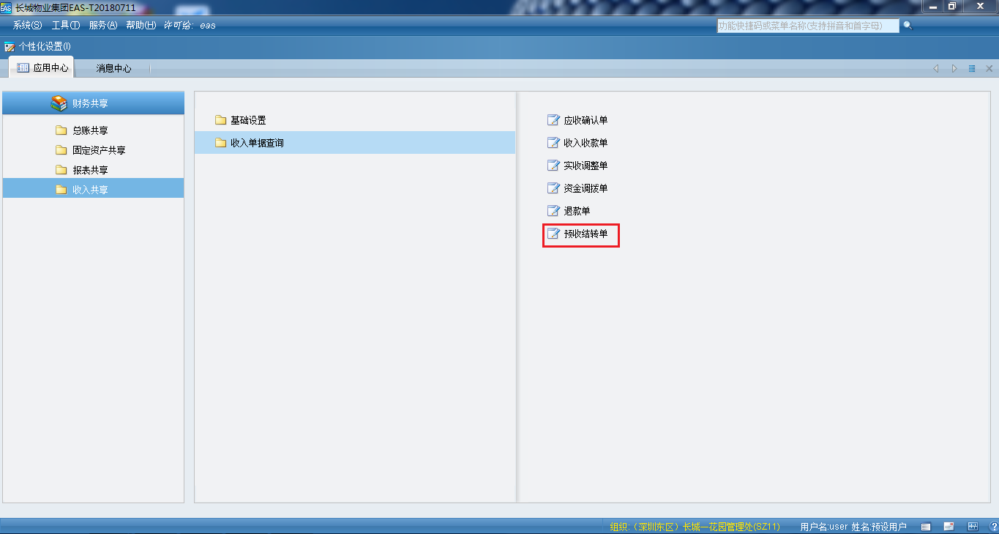 EAS 长城物业集团EAS-T20180711
系统(S) 工具(T) 服务(A) 帮助(H) 许可给: eas
功能快捷码或菜单名称(支持拼音和首字母)
个性化设置(I)
应用中心 消息中心
财务共享
总账共享
固定资产共享
报表共享
收入共享
基础设置
收入单据查询
应收确认单
收入收款单
实收调整单
资金调拨单
退款单
预收结转单
组织:（深圳东区）长城一花园管理处(SZ11) 用户名:user 姓名:预设用户